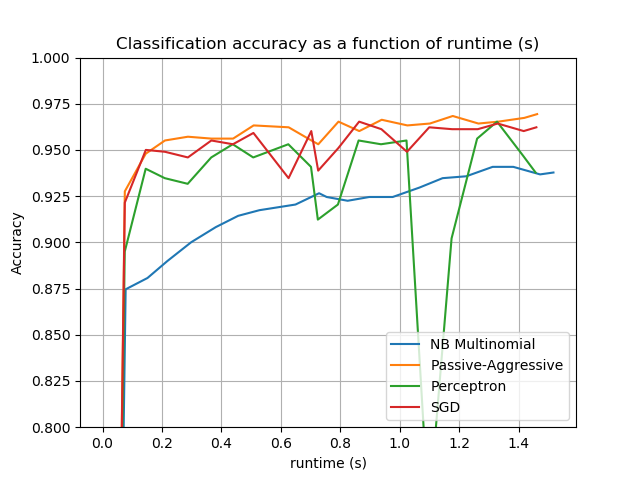 Classification accuracy as a function of runtime (s)
Accuracy
1.000
0.975
0.950
0.925
0.900
0.875
0.850
0.825
0.800
NB Multinomial
Passive-Aggressive
Perceptron
SGD
0.0 0.2 0.4 0.6 0.8 1.0 1.2 1.4
runtime (s)